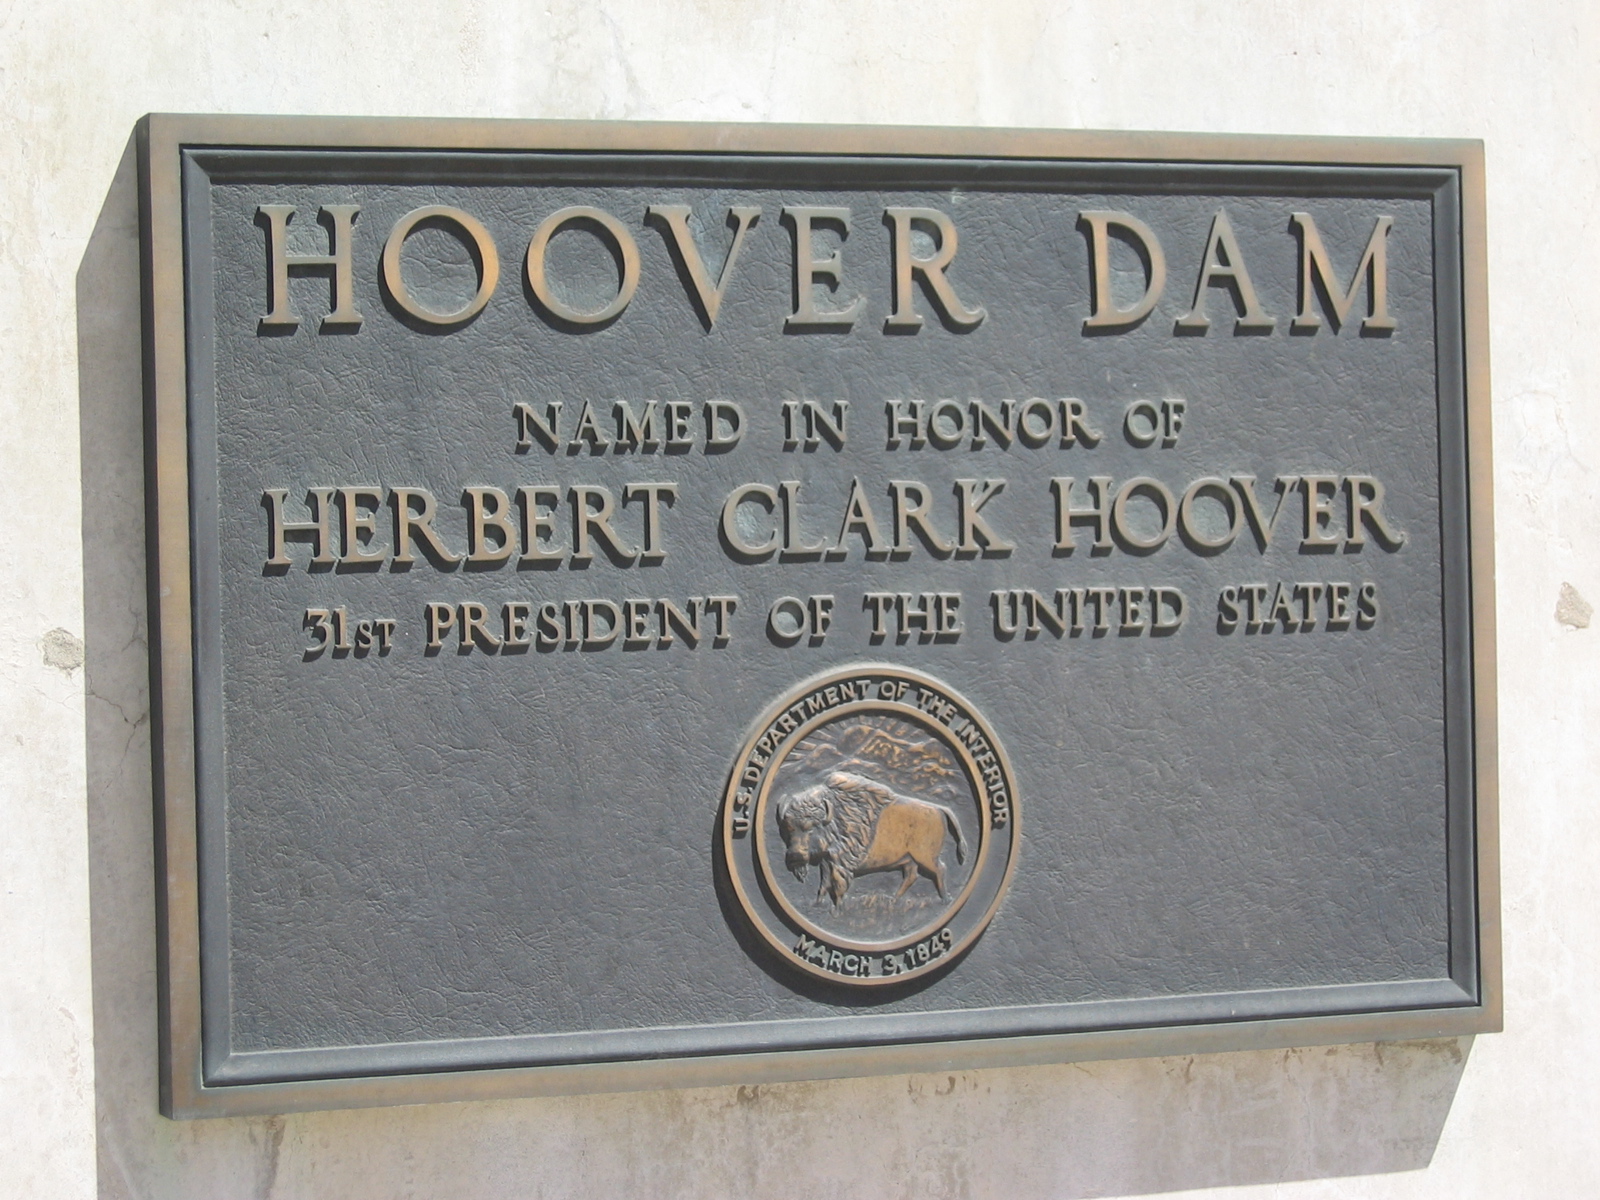 HOOVER DAM
NAMED IN HONOR OF
HERBERT CLARK HOOVER
31ST PRESIDENT OF THE UNITED STATES
U.S. DEPARTMENT OF THE INTERIOR
MARCH 3, 1849